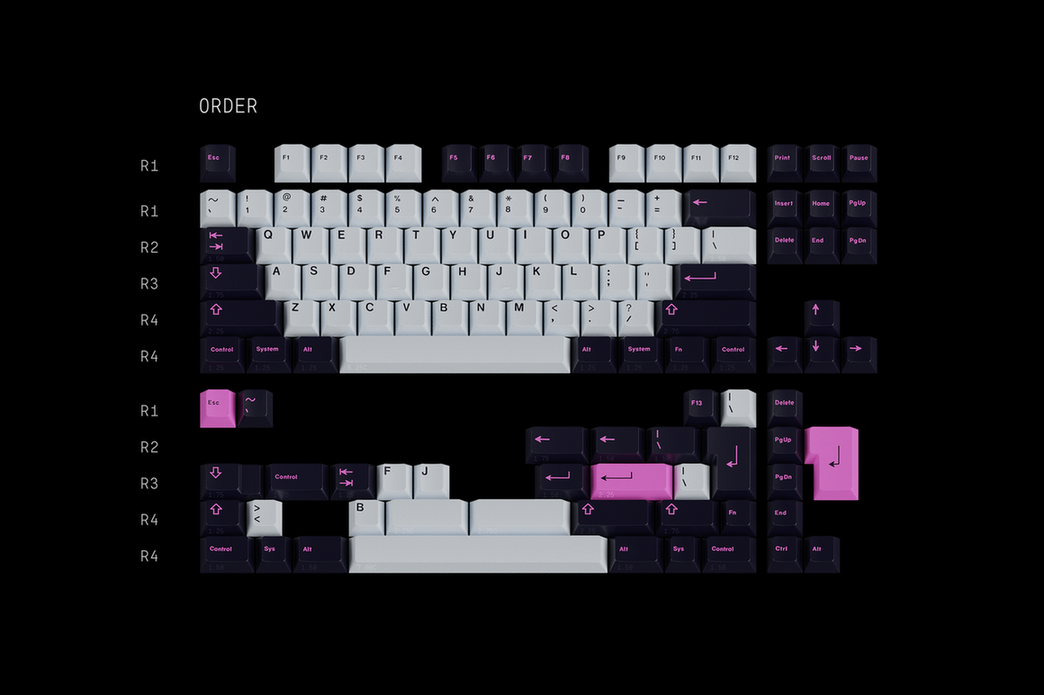 ORDER
R1 Esc F1 F2 F3 F4 F5 F6 F7 F8 F9 F10 F11 F12 Print Scroll Pause
~ ! @ # $ % ^ & * ( ) — +
R1 ` 1 2 3 4 5 6 7 8 9 0 - = ← Insert Home PgUp
R2 Q W E R T Y U I O P { [ } ] | \ Delete End PgDn
R3 A S D F G H J K L : ; " '
R4 Z X C V B N M < , > . ? / ↑
R4 Control System Alt Alt System Fn Control ← ↓ →
R1 Esc ~ ` F13 | \ Delete
R2 ← ← | \ PgUp
R3 Control F J | \ PgDn
R4 > < B Fn End
R4 Control Sys Alt Alt Sys Control Ctrl Alt